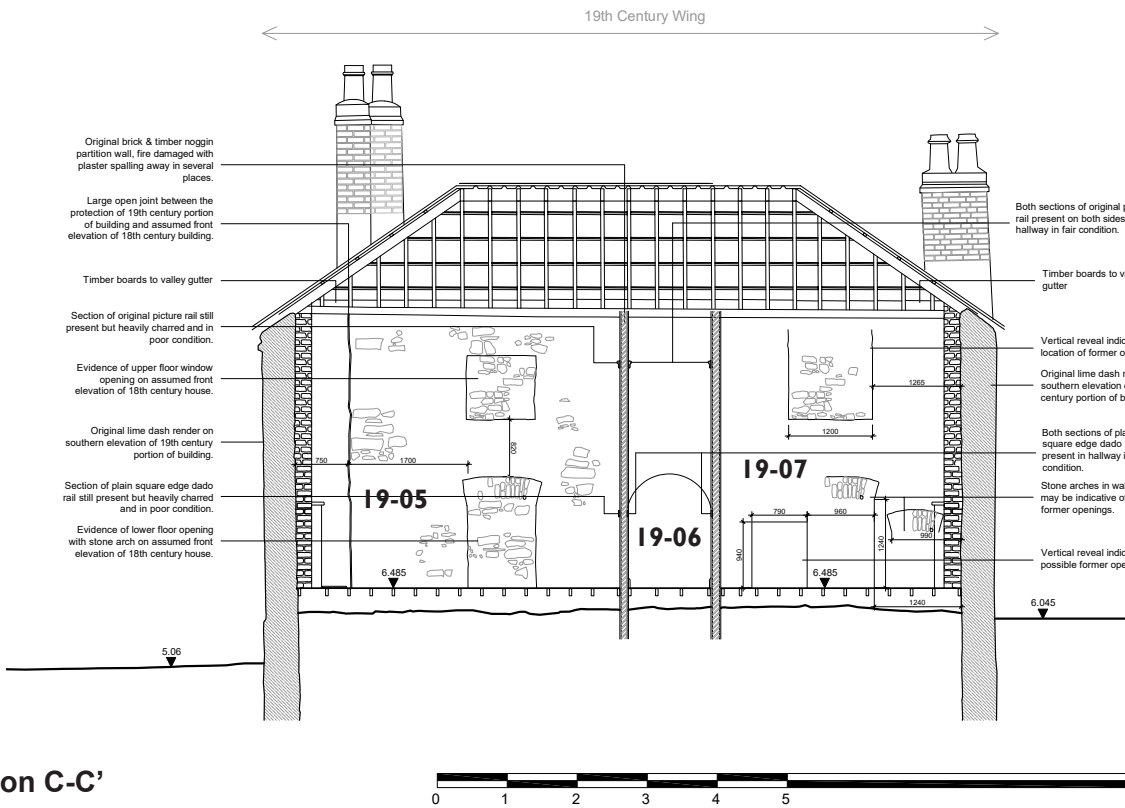 19th Century Wing
Original brick & timber noggin
partition wall, fire damaged with
plaster spalling away in several
places.
Large open joint between the
protection of 19th century portion
of building and assumed front
elevation of 18th century building.
Timber boards to valley gutter
Section of original picture rail still
present but heavily charred and in
poor condition.
Evidence of upper floor window
opening on assumed front
elevation of 18th century house.
Original lime dash render on
southern elevation of 19th century
portion of building.
Section of plain square edge dado
rail still present but heavily charred
and in poor condition.
Evidence of lower floor opening
with stone arch on assumed front
elevation of 18th century house.
Both sections of original p
rail present on both sides
hallway in fair condition.
Timber boards to va
gutter
Vertical reveal indic
location of former o
Original lime dash r
southern elevation
century portion of b
Both sections of pla
square edge dado
present in hallway i
condition.
Stone arches in wal
may be indicative o
former openings.
Vertical reveal indic
possible former ope
1265
1200
820
750
1700
19-05
19-06
19-07
790
960
940
1240
990
1240
6.485
6.485
6.045
5.06
on C-C’
0
1
2
3
4
5